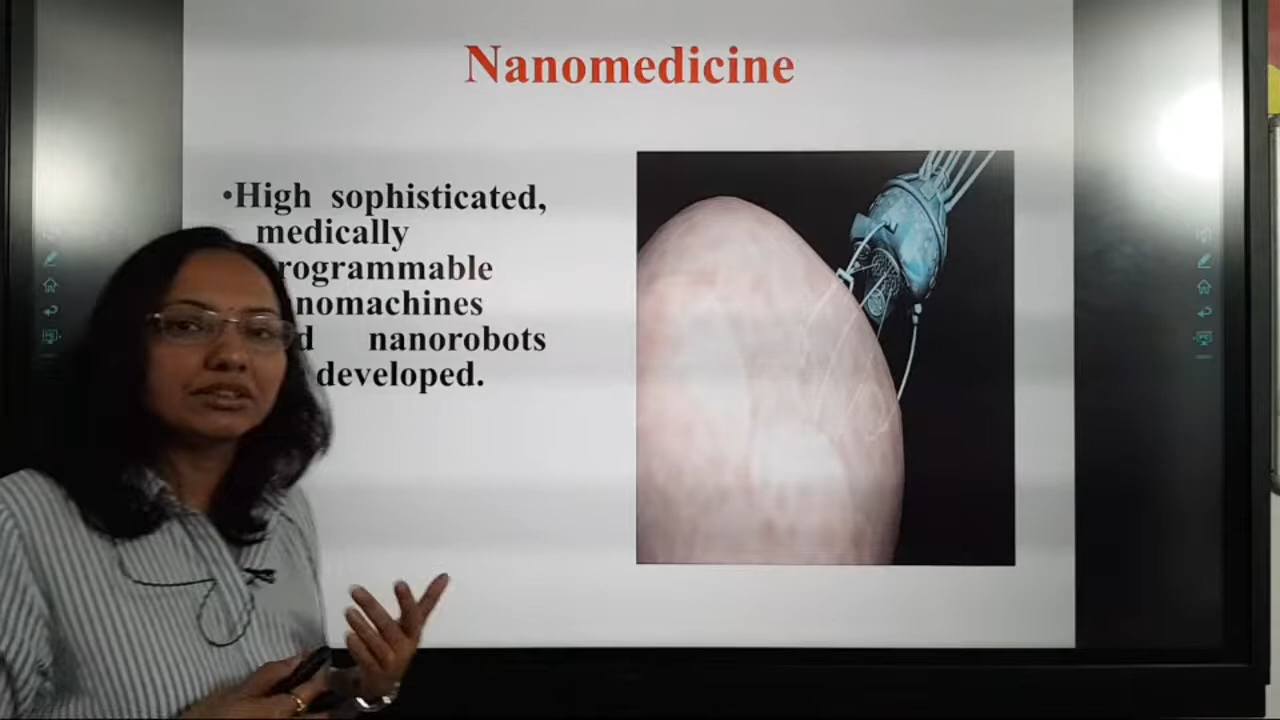 Nanomedicine
•High sophisticated,
medically
rogrammable
nomachines
d nanorobots
developed.